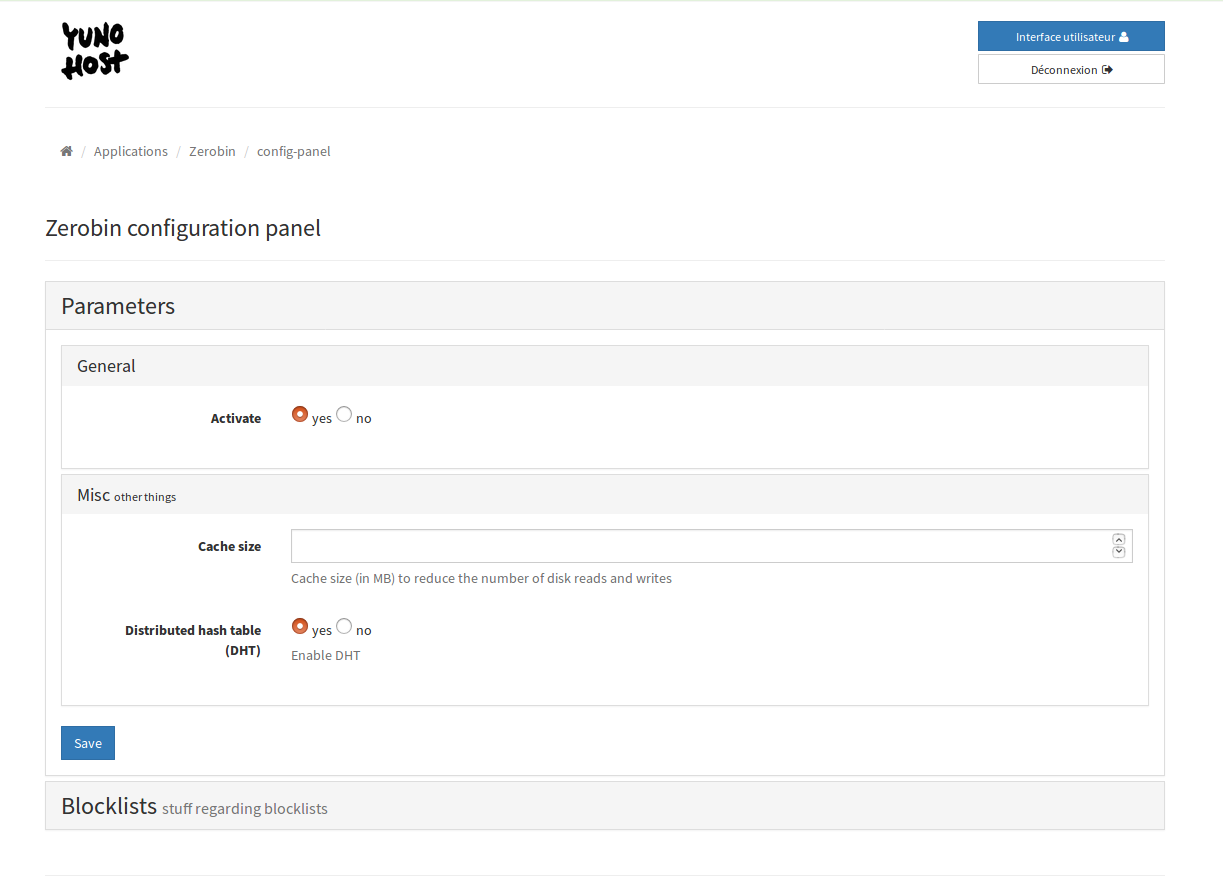 YUNO
HOST
Interface utilisateur
Déconnexion
/ Applications / Zerobin / config-panel
Zerobin configuration panel
Parameters
General
Activate yes no
Misc other things
Cache size
Cache size (in MB) to reduce the number of disk reads and writes
Distributed hash table yes no
(DHT)
Enable DHT
Save
Blocklists stuff regarding blocklists